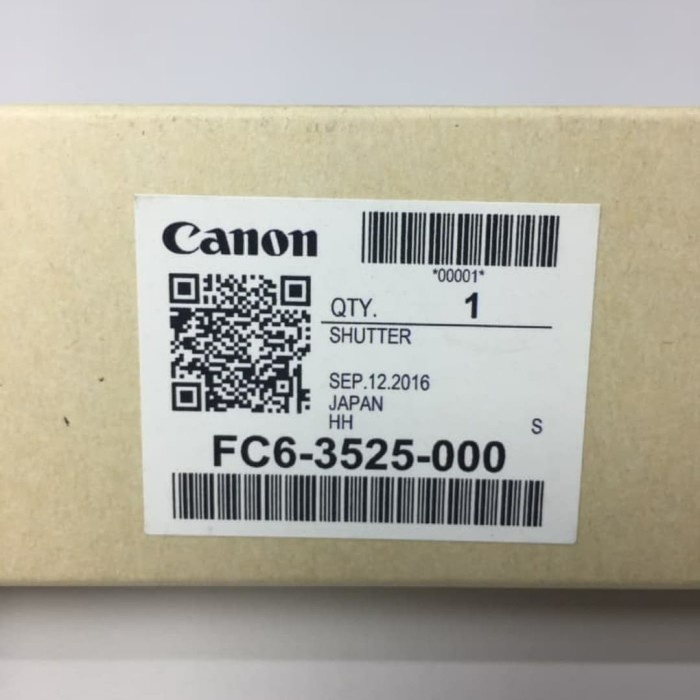 Canon
*00001*
QTY. 1
SHUTTER
SEP.12.2016
JAPAN
HH S
FC6-3525-000